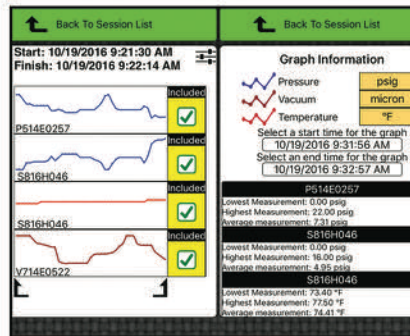 Back To Session List
Start: 10/19/2016 9:21:30 AM
Finish: 10/19/2016 9:22:14 AM
Included
P514E0257
Included
S816H046
Included
S816H046
Included
V714E0522
Back To Session List
Graph Information
Pressure
psig
Vacuum
micron
Temperature
°F
Select a start time for the graph
10/19/2016 9:31:56 AM
Select an end time for the graph
10/19/2016 9:32:57 AM
P514E0257
Lowest Measurement: 0.00 psig
Highest Measurement: 22.00 psig
Average measurement: 7.31 psig
S816H046
Lowest Measurement: 0.00 psig
Highest Measurement: 16.00 psig
Average measurement: 4.95 psig
S816H046
Lowest Measurement: 73.40 °F
Highest Measurement: 77.50 °F
Average measurement: 74.41 °F